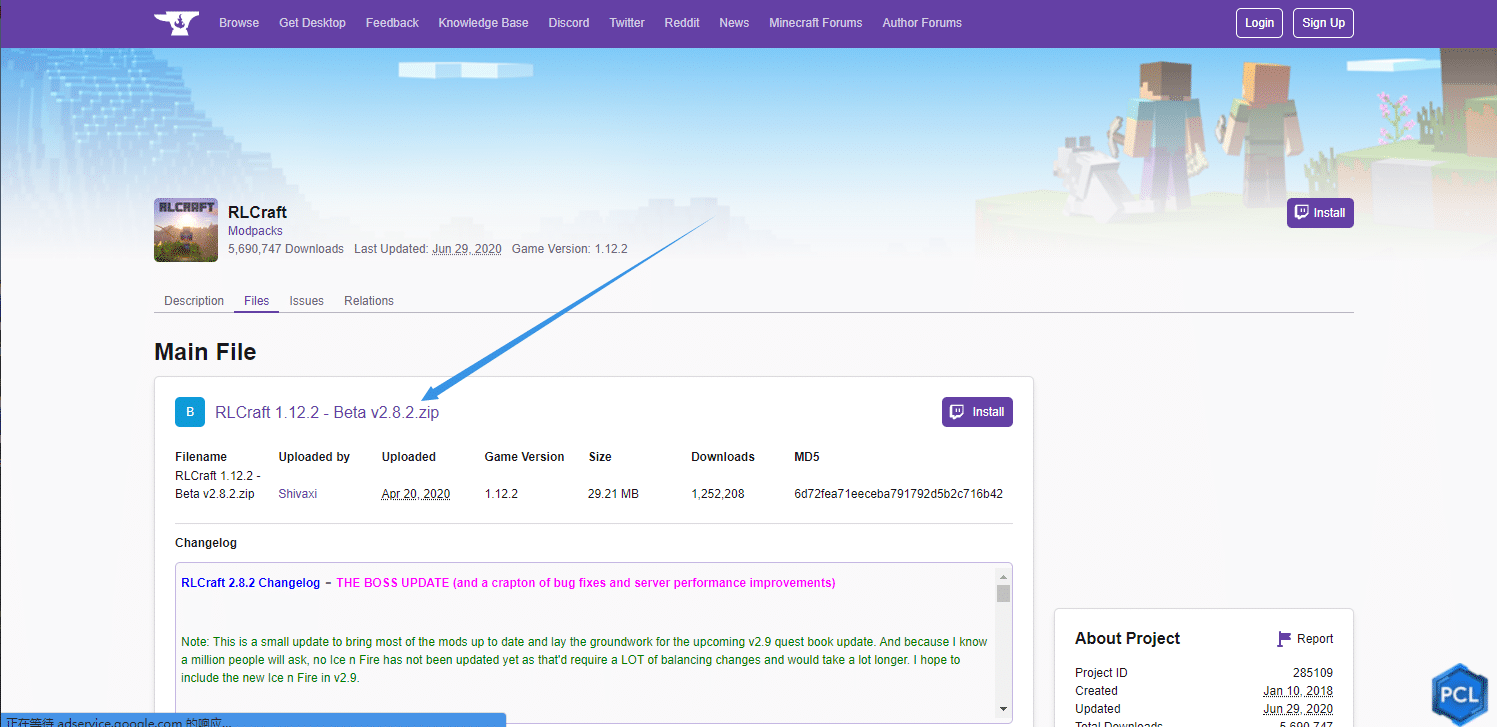 Browse Get Desktop Feedback Knowledge Base Discord Twitter Reddit News Minecraft Forums Author Forums Login Sign Up
RLCRAFT
RLCraft
Modpacks
5,690,747 Downloads Last Updated: Jun 29, 2020 Game Version: 1.12.2
Install
Description Files Issues Relations
Main File
B RLCraft 1.12.2 - Beta v2.8.2.zip Install
Filename Uploaded by Uploaded Game Version Size Downloads MD5
RLCraft 1.12.2 -
Beta v2.8.2.zip Shivaxi Apr 20, 2020 1.12.2 29.21 MB 1,252,208 6d72fea71eeceba791792d5b2c716b42
Changelog
RLCraft 2.8.2 Changelog – THE BOSS UPDATE (and a crapton of bug fixes and server performance improvements)
Note: This is a small update to bring most of the mods up to date and lay the groundwork for the upcoming v2.9 quest book update. And because I know
a million people will ask, no Ice n Fire has not been updated yet as that'd require a LOT of balancing changes and would take a lot longer. I hope to
include the new Ice n Fire in v2.9.
About Project Report
Project ID 285109
Created Jan 10, 2018
Updated Jun 29, 2020
Total Downloads 5,690,747
PCL
正在等待 adservice.google.com 的响应...